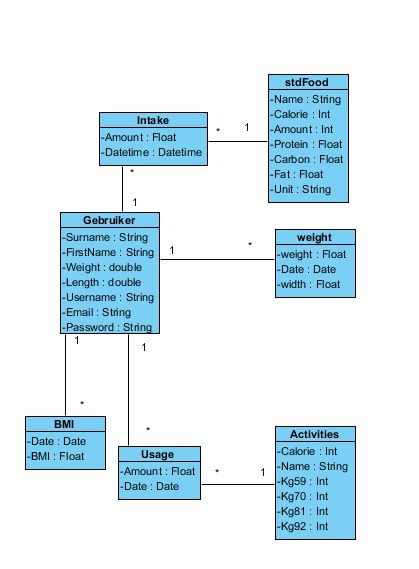 stdFood
-Name : String
-Calorie : Int
-Amount : Int
-Protein : Float
-Carbon : Float
-Fat : Float
-Unit : String
Intake
-Amount : Float
-Datetime : Datetime
*
1
*
1
Gebruiker
-Surname : String
-FirstName : String
-Weight : double
-Length : double
-Username : String
-Email : String
-Password : String
1
*
weight
-weight : Float
-Date : Date
-width : Float
1
1
*
*
BMI
-Date : Date
-BMI : Float
Usage
-Amount : Float
-Date : Date
*
1
Activities
-Calorie : Int
-Name : String
-Kg59 : Int
-Kg70 : Int
-Kg81 : Int
-Kg92 : Int